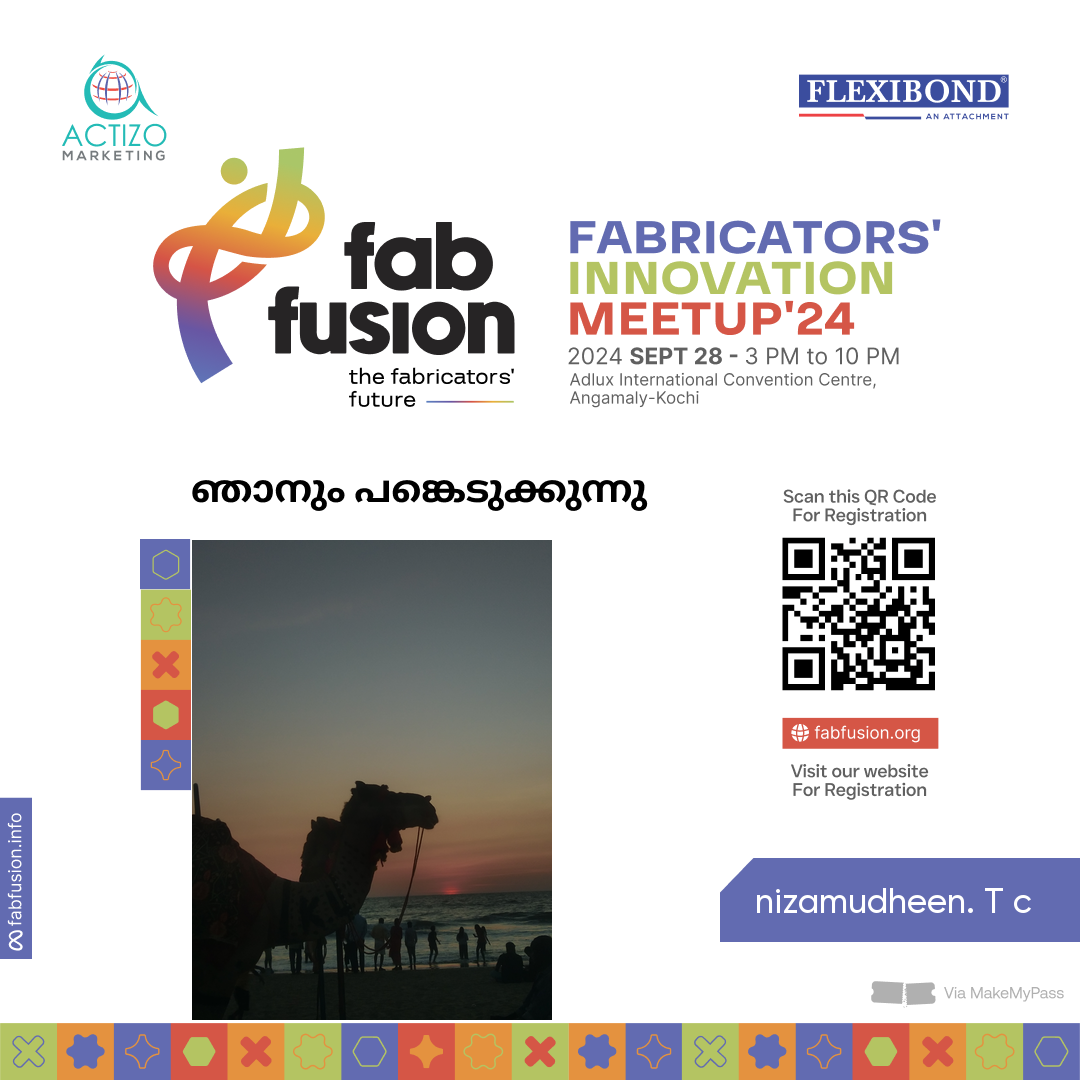 ACTIZO
MARKETING
FLEXIBOND®
AN ATTACHMENT
fab
fusion
the fabricators'
future
FABRICATORS'
INNOVATION
MEETUP'24
2024 SEPT 28 - 3 PM to 10 PM
Adlux International Convention Centre,
Angamaly-Kochi
ഞാനും പങ്കെടുക്കുന്നു
Scan this QR Code
For Registration
fabfusion.org
Visit our website
For Registration
fabfusion.info
nizamudheen. T c
Via MakeMyPass